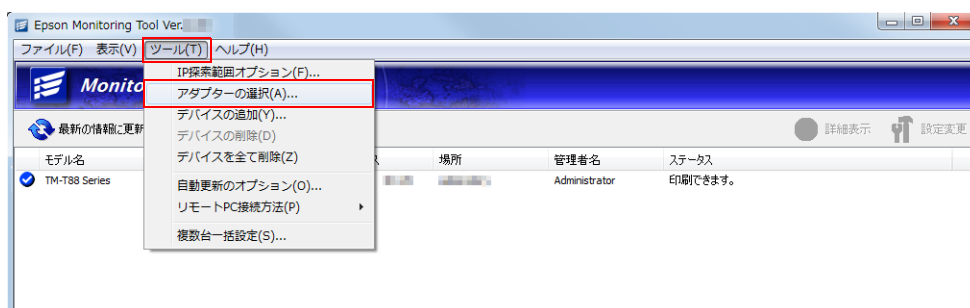 Epson Monitoring Tool Ver.
ファイル(F) 表示(V) ツール(T) ヘルプ(H)
Monito
IP探索範囲オプション(F)...
アダプターの選択(A)...
デバイスの追加(Y)...
デバイスの削除(D)
デバイスを全て削除(Z)
自動更新のオプション(O)...
リモートPC接続方法(P)
複数台一括設定(S)...
最新の情報に更新
詳細表示 設定変更
モデル名 ス 場所 管理者名 ステータス
TM-T88 Series Administrator 印刷できます。